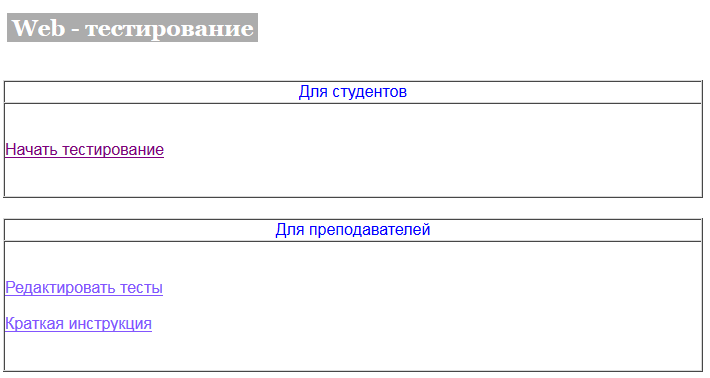 Web - тестирование
Для студентов
Начать тестирование
Для преподавателей
Редактировать тесты
Краткая инструкция